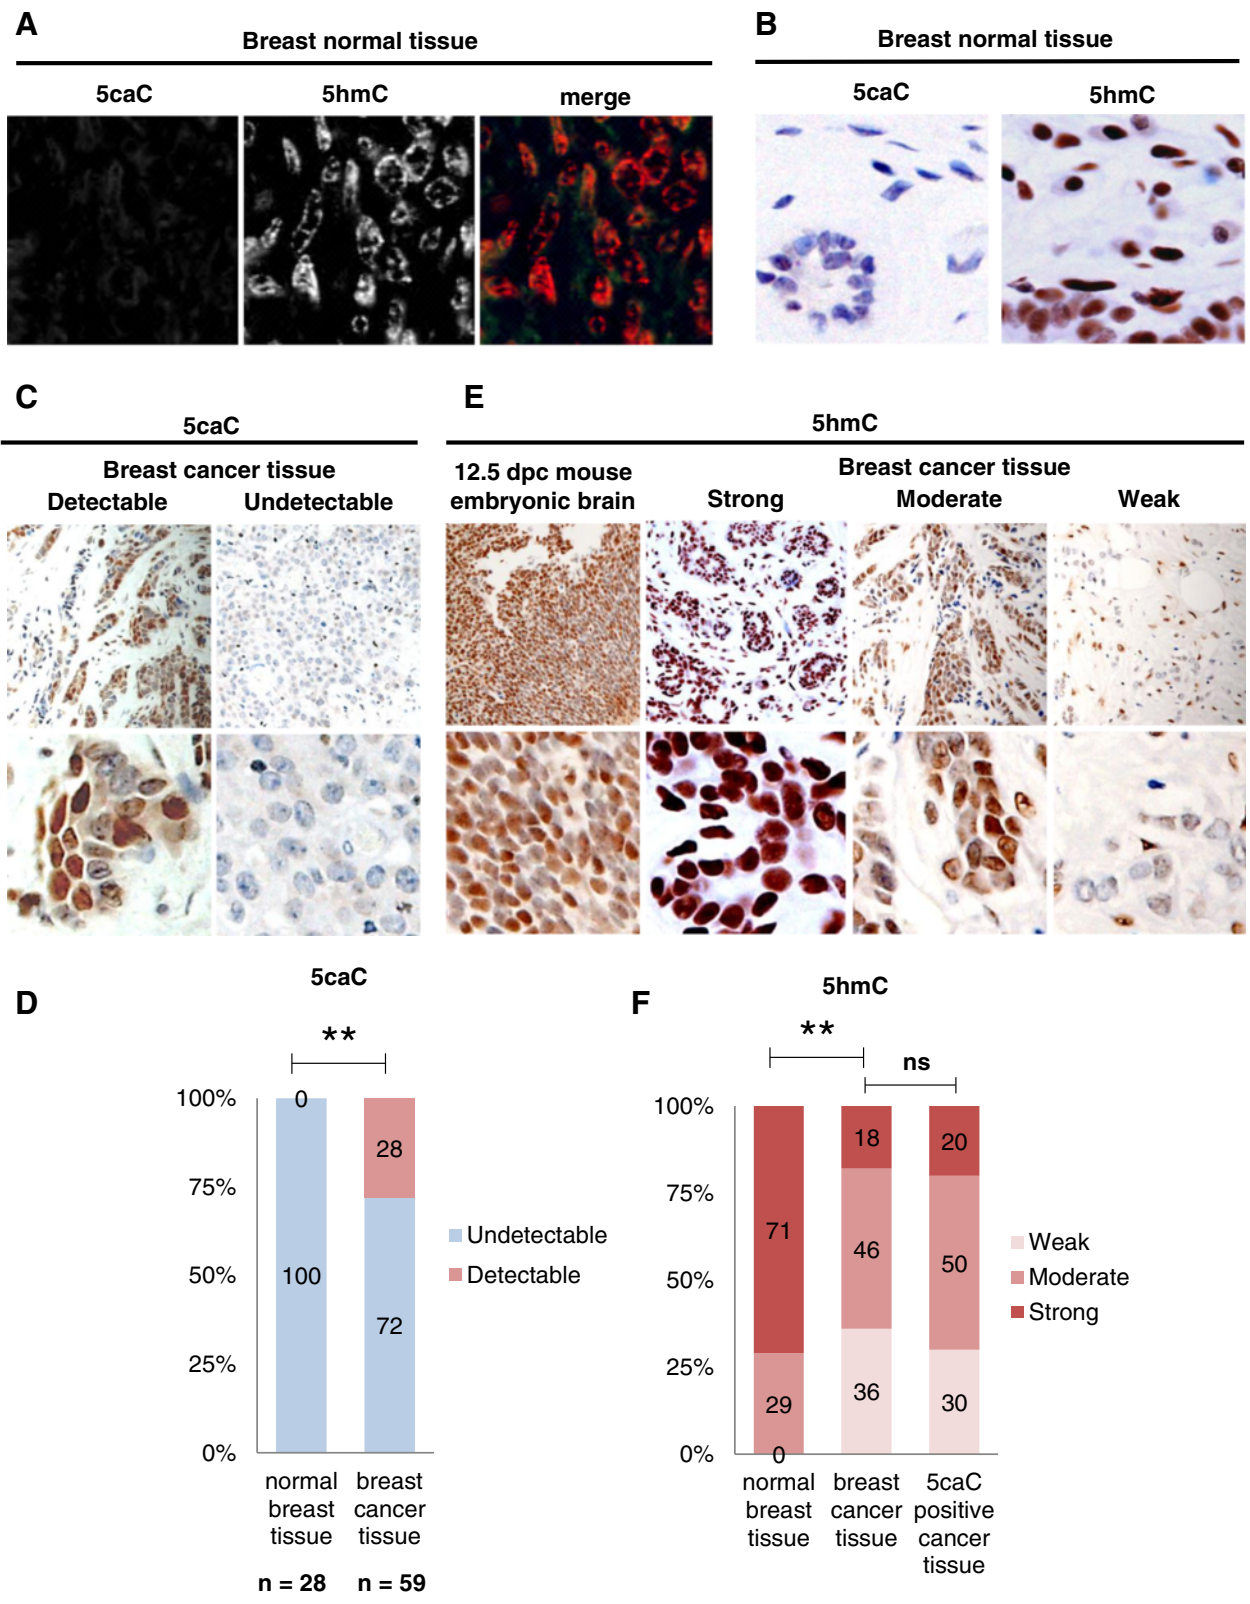 A
Breast normal tissue
5caC 5hmC merge
B
Breast normal tissue
5caC 5hmC
C
5caC
Breast cancer tissue
Detectable Undetectable
E
5hmC
12.5 dpc mouse
embryonic brain
Breast cancer tissue
Strong Moderate Weak
D
5caC
**
100%
75%
50%
25%
0%
0
100
28
72
Undetectable
Detectable
normal
breast
tissue
breast
cancer
tissue
n = 28 n = 59
F
5hmC
**
ns
100%
75%
50%
25%
0%
71
29
0
18
46
36
20
50
30
Weak
Moderate
Strong
normal
breast
tissue
breast
cancer
tissue
5caC
positive
cancer
tissue